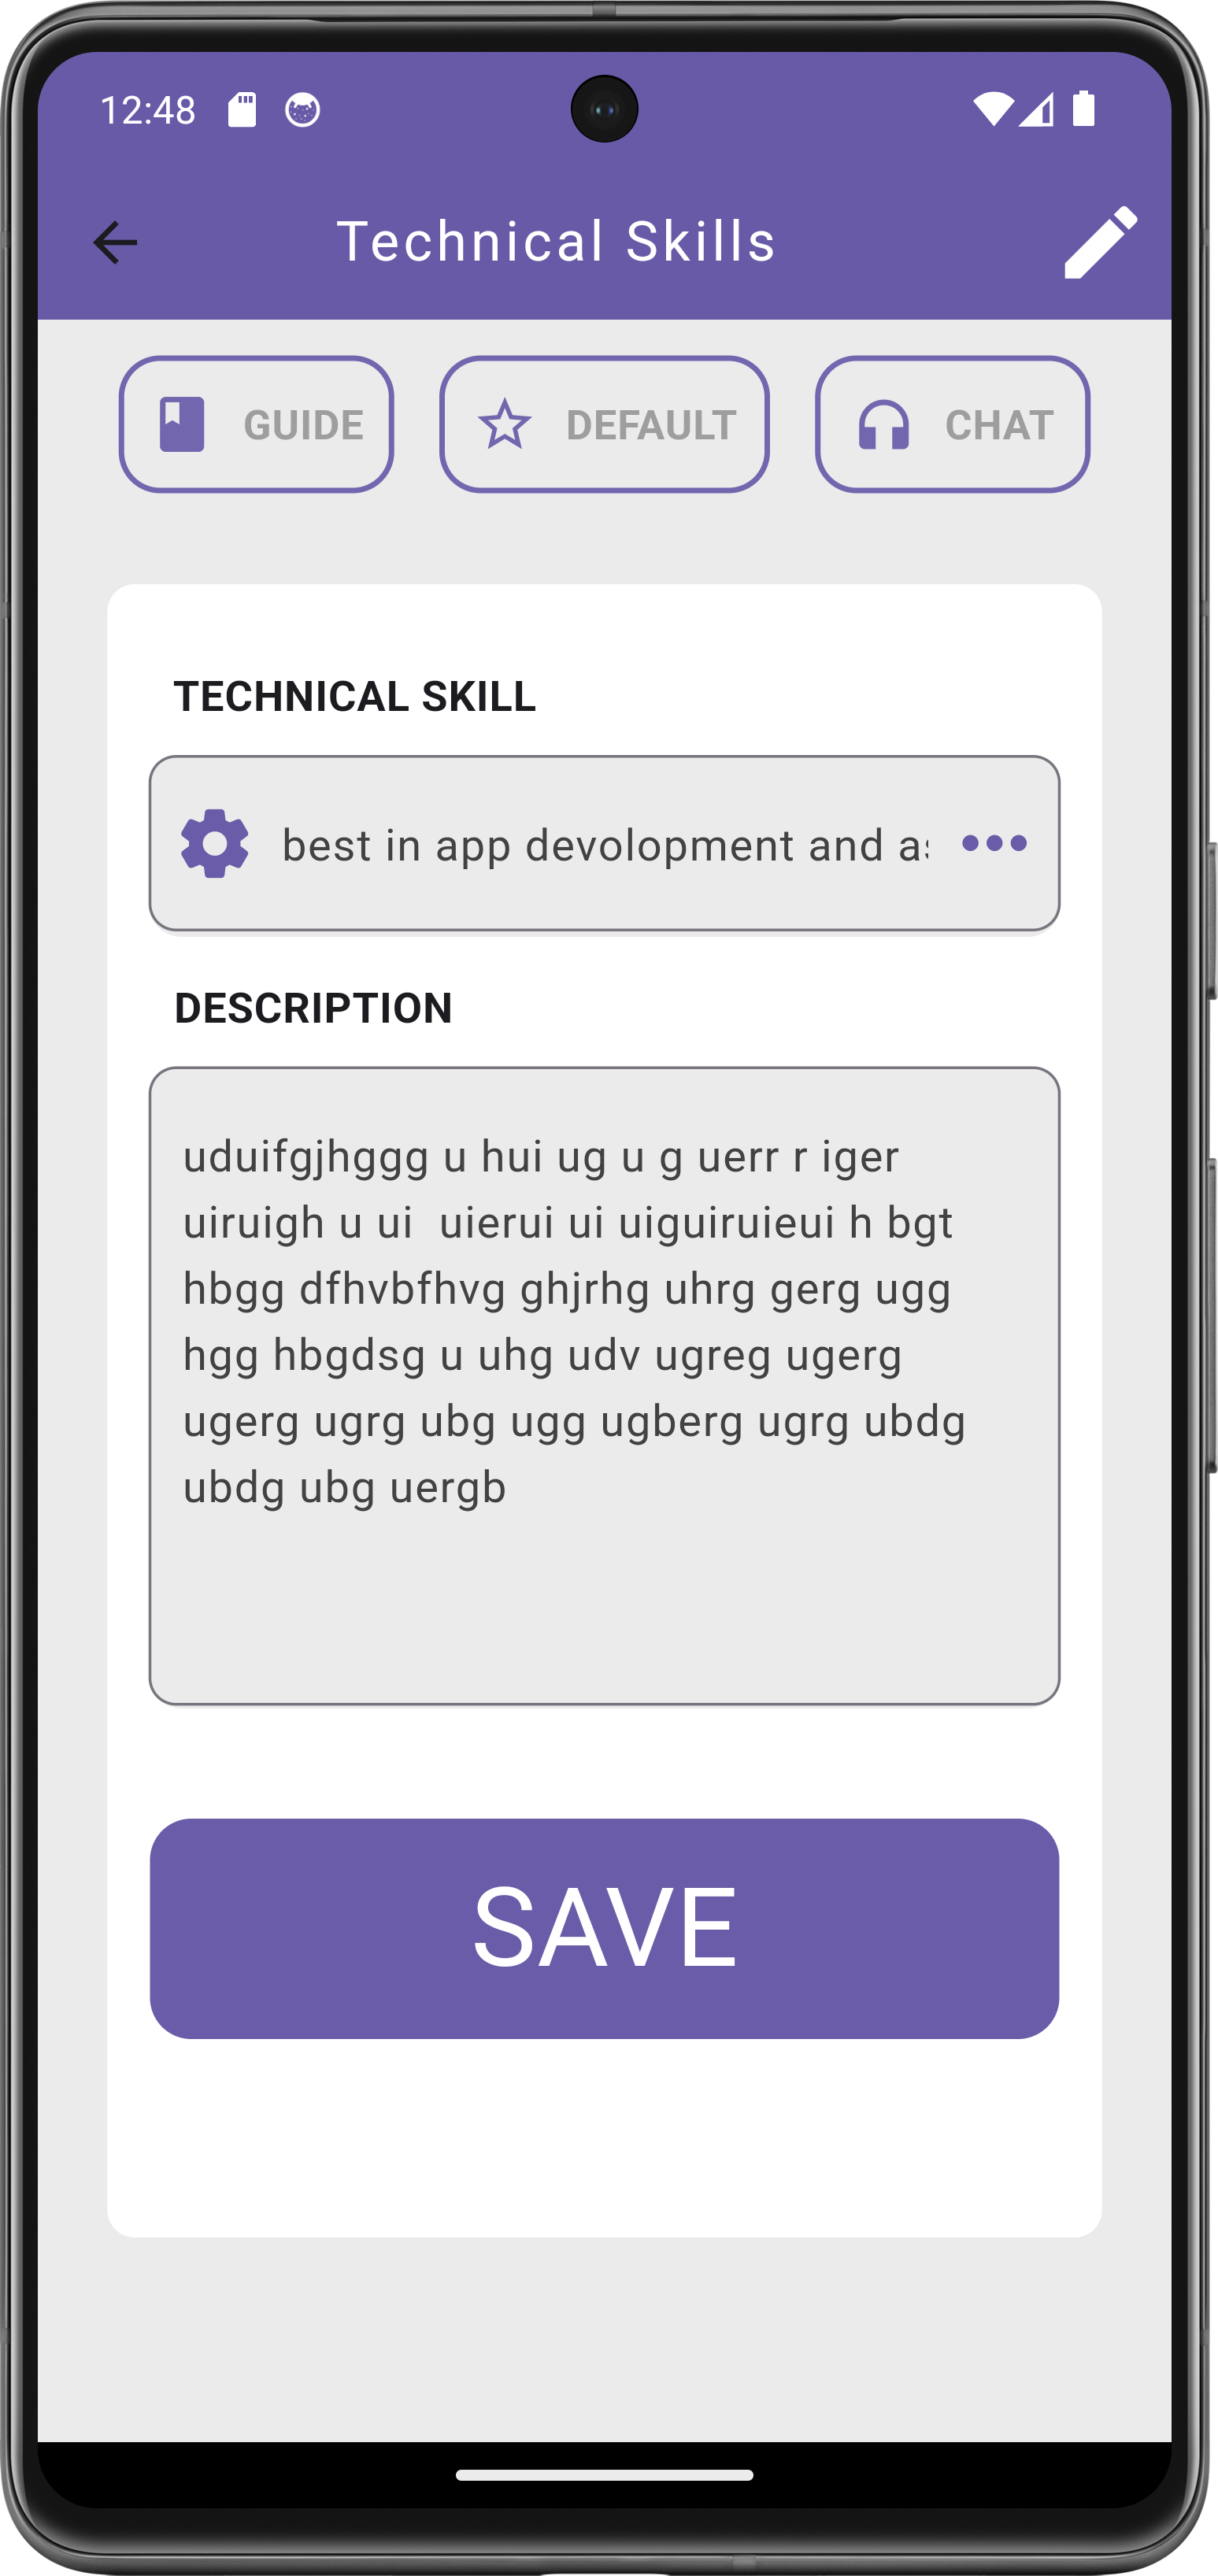 12:48
Technical Skills
GUIDE DEFAULT CHAT
TECHNICAL SKILL
best in app devolopment and
DESCRIPTION
uduifgjhggg u hui ug u g uerr r iger
uiruigh u ui  uierui ui uiguiruieui h bgt
hbgg dfhvbfhvg ghjrhg uhrg gerg ugg
hgg hbgdsg u uhg udv ugreg ugerg
ugerg ugrg ubg ugg ugberg ugrg ubdg
ubdg ubg uergb
SAVE